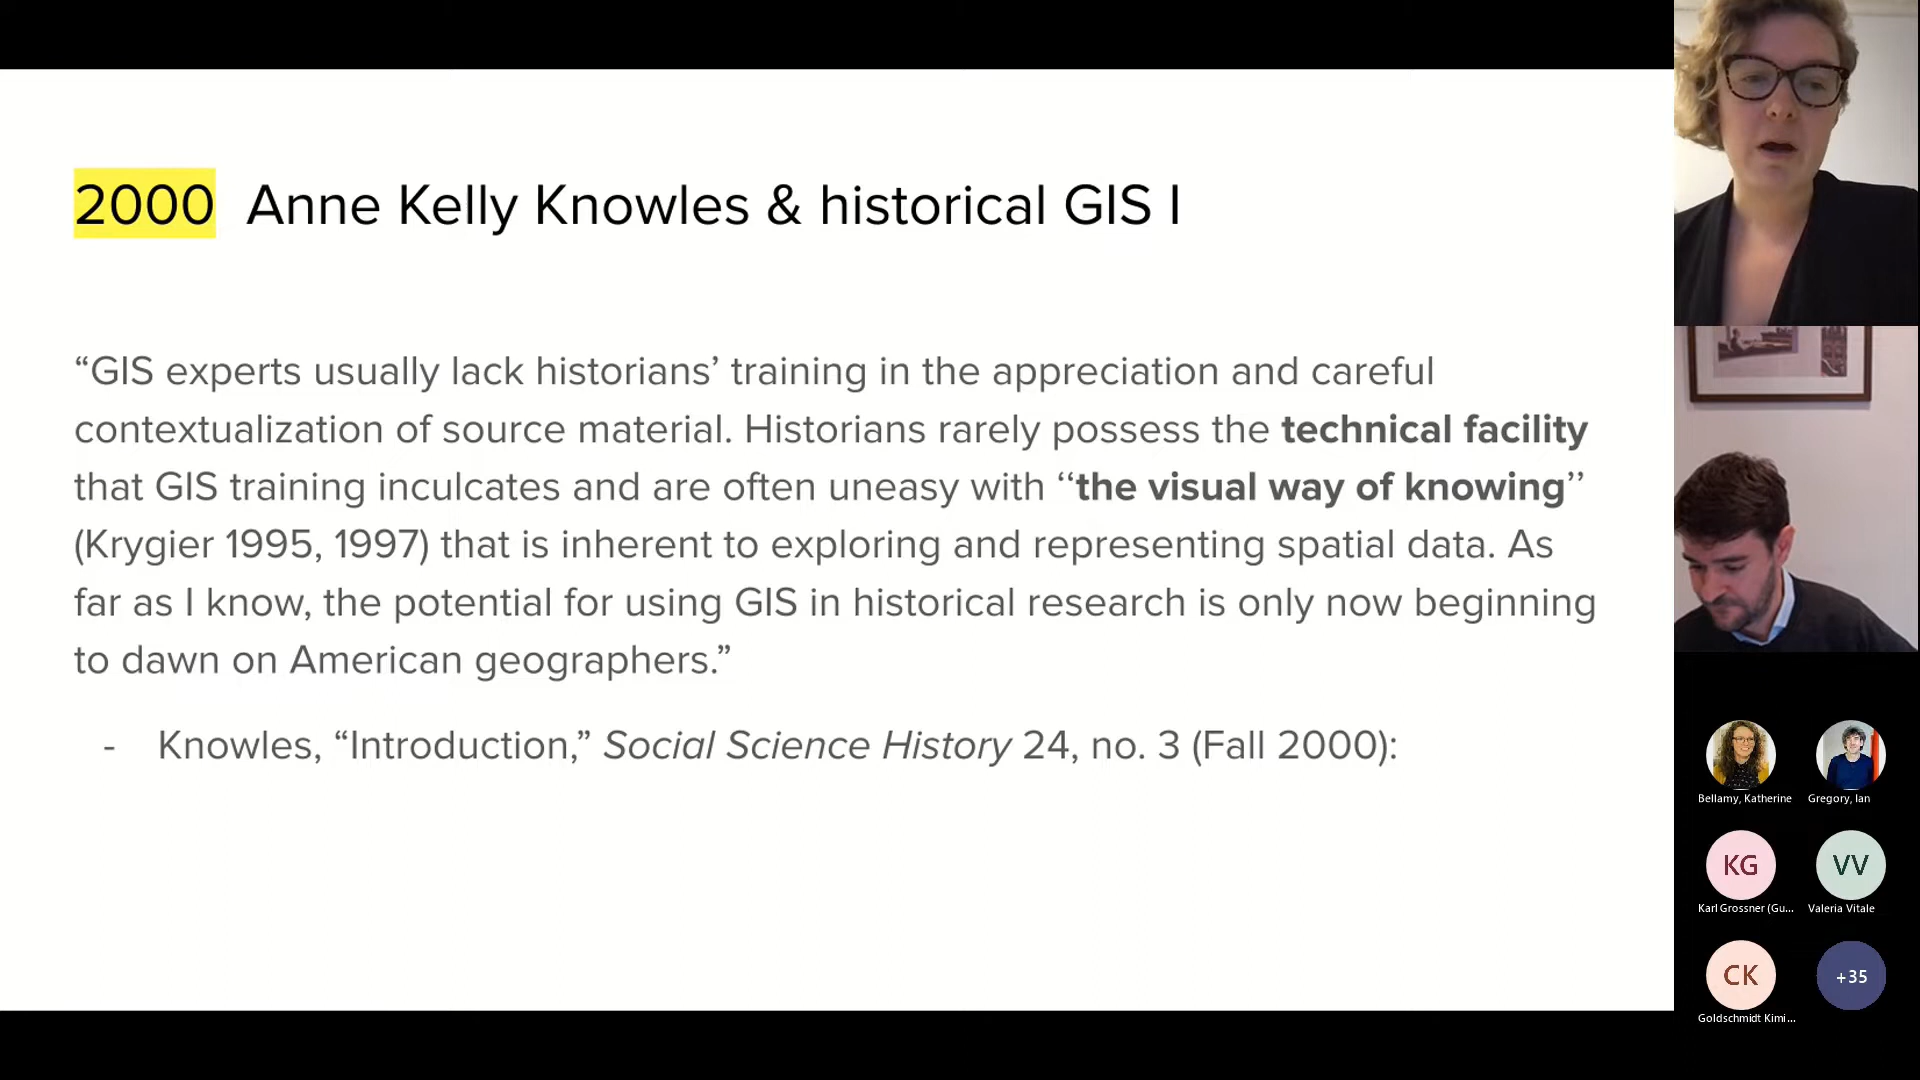 2000 Anne Kelly Knowles & historical GIS I
“GIS experts usually lack historians’ training in the appreciation and careful
contextualization of source material. Historians rarely possess the technical facility
that GIS training inculcates and are often uneasy with ‘‘the visual way of knowing’’
(Krygier 1995, 1997) that is inherent to exploring and representing spatial data. As
far as I know, the potential for using GIS in historical research is only now beginning
to dawn on American geographers.”
- Knowles, “Introduction,” Social Science History 24, no. 3 (Fall 2000):
Bellamy, Katherine
Gregory, Ian
KG
VV
Karl Grossner (Gu...
Valeria Vitale
CK
+35
Goldschmidt Kimi...